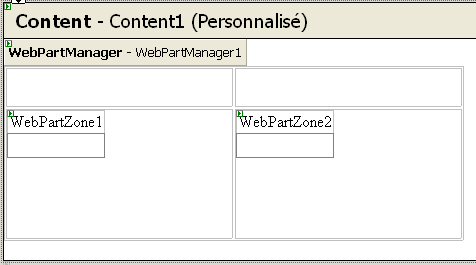 Content - Content1 (Personnalisé)
WebPartManager - WebPartManager1
WebPartZone1 WebPartZone2